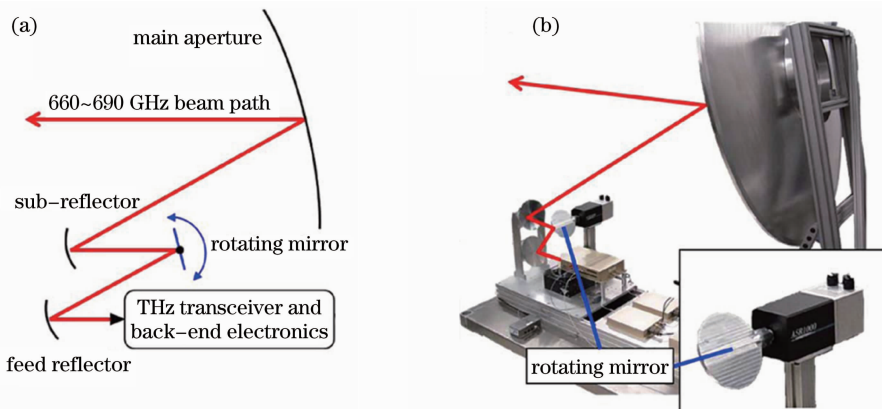 (a)
main aperture
660~690 GHz beam path
sub-reflector
rotating mirror
THz transceiver and
back-end electronics
feed reflector
(b)
rotating mirror
ASR1000